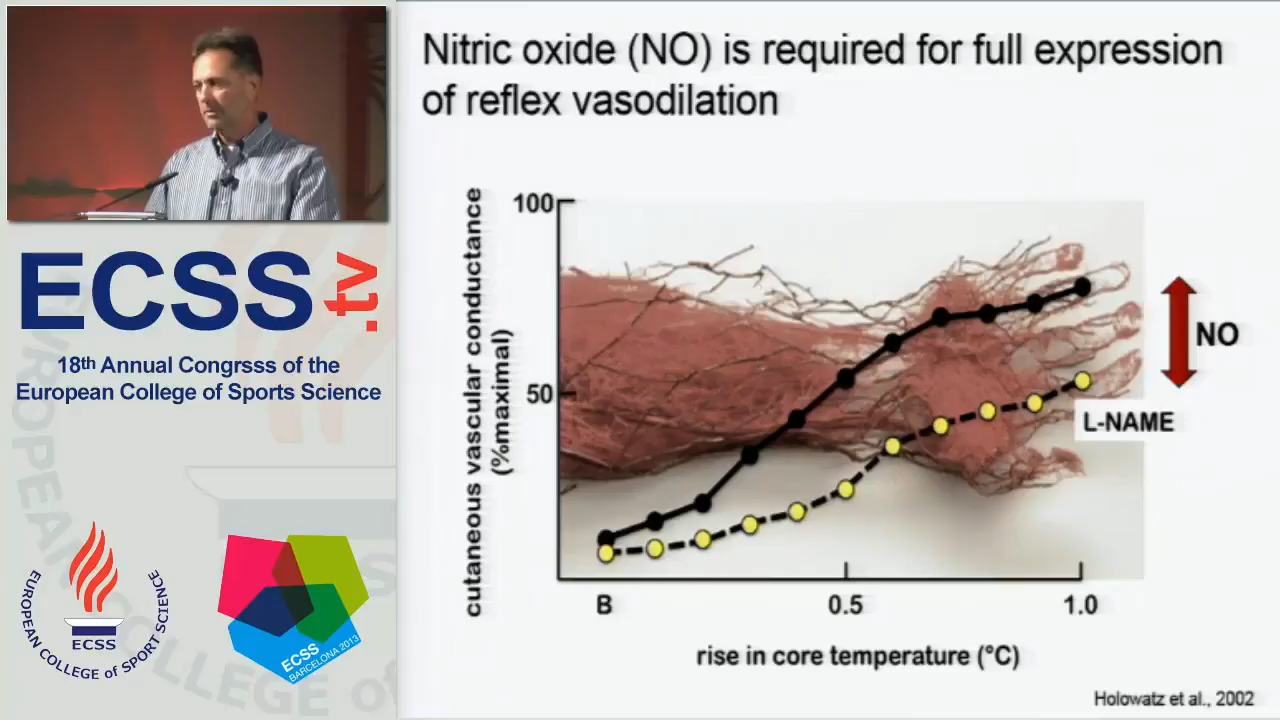 Nitric oxide (NO) is required for full expression
of reflex vasodilation
ECSS.tv
18th Annual Congrsss of the
European College of Sports Science
EUROPEAN COLLEGE of SPORT SCIENCE
ECSS
ECSS
BARCELONA 2013
cutaneous vascular conductance
(%maximal)
100
50
NO
L-NAME
B
0.5
1.0
rise in core temperature (°C)
Holowatz et al., 2002